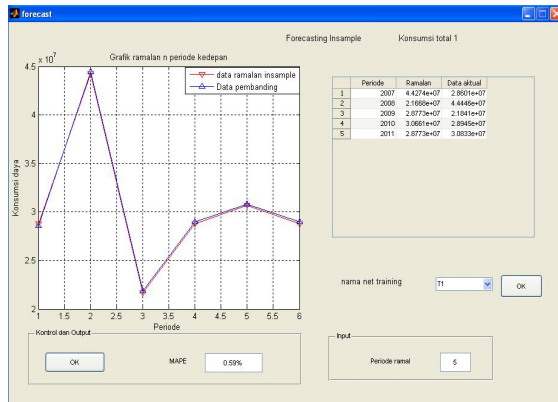 forecast
Forecasting Insample Konsumsi total 1
Grafik ramalan n periode kedepan
x 10^7
data ramalan insample
Data pembanding
4.5
4
3.5
3
2.5
2
Konsumsi daya
1 1.5 2 2.5 3 3.5 4 4.5 5 5.5 6
Periode
Periode Ramalan Data aktual
1 2007 4.4274e+07 2.8601e+07
2 2008 2.1668e+07 4.4446e+07
3 2009 2.8773e+07 2.1841e+07
4 2010 3.0661e+07 2.8945e+07
5 2011 2.8773e+07 3.0833e+07
nama net training T1 OK
Kontrol dan Output
OK MAPE 0.59%
Input
Periode ramal 5